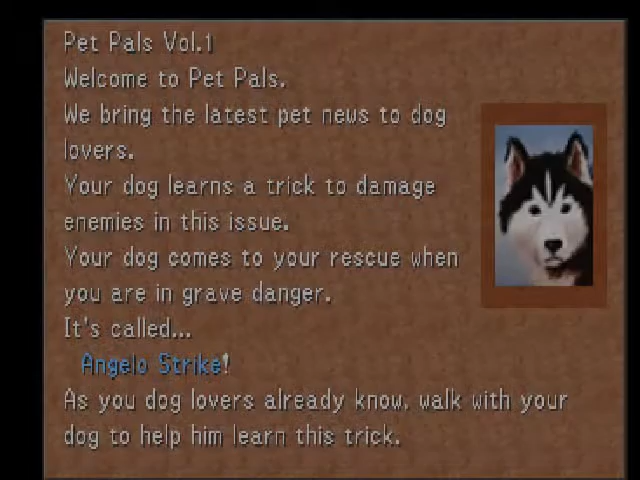 Pet Pals Vol.1
Welcome to Pet Pals.
We bring the latest pet news to dog
lovers.
Your dog learns a trick to damage
enemies in this issue.
Your dog comes to your rescue when
you are in grave danger.
It's called...
Angelo Strike!
As you dog lovers already know, walk with your
dog to help him learn this trick.